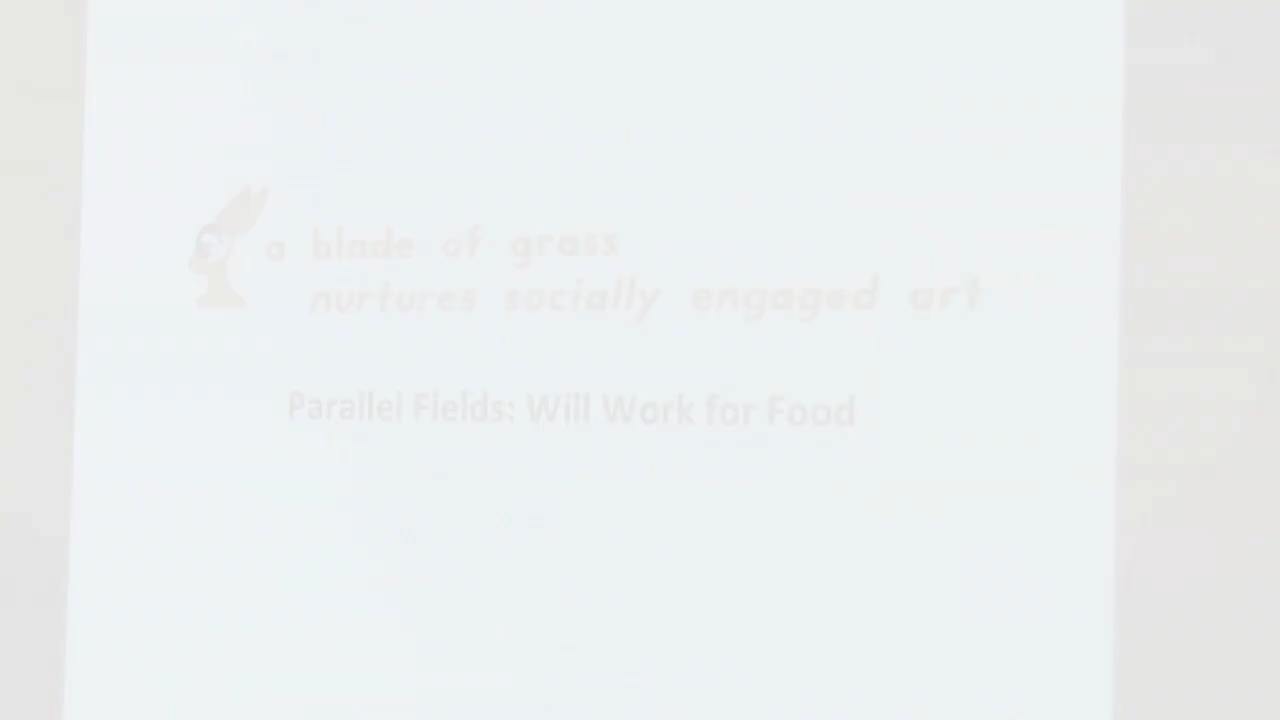 a blade of grass
nurtures socially engaged art
Parallel Fields: Will Work for Food